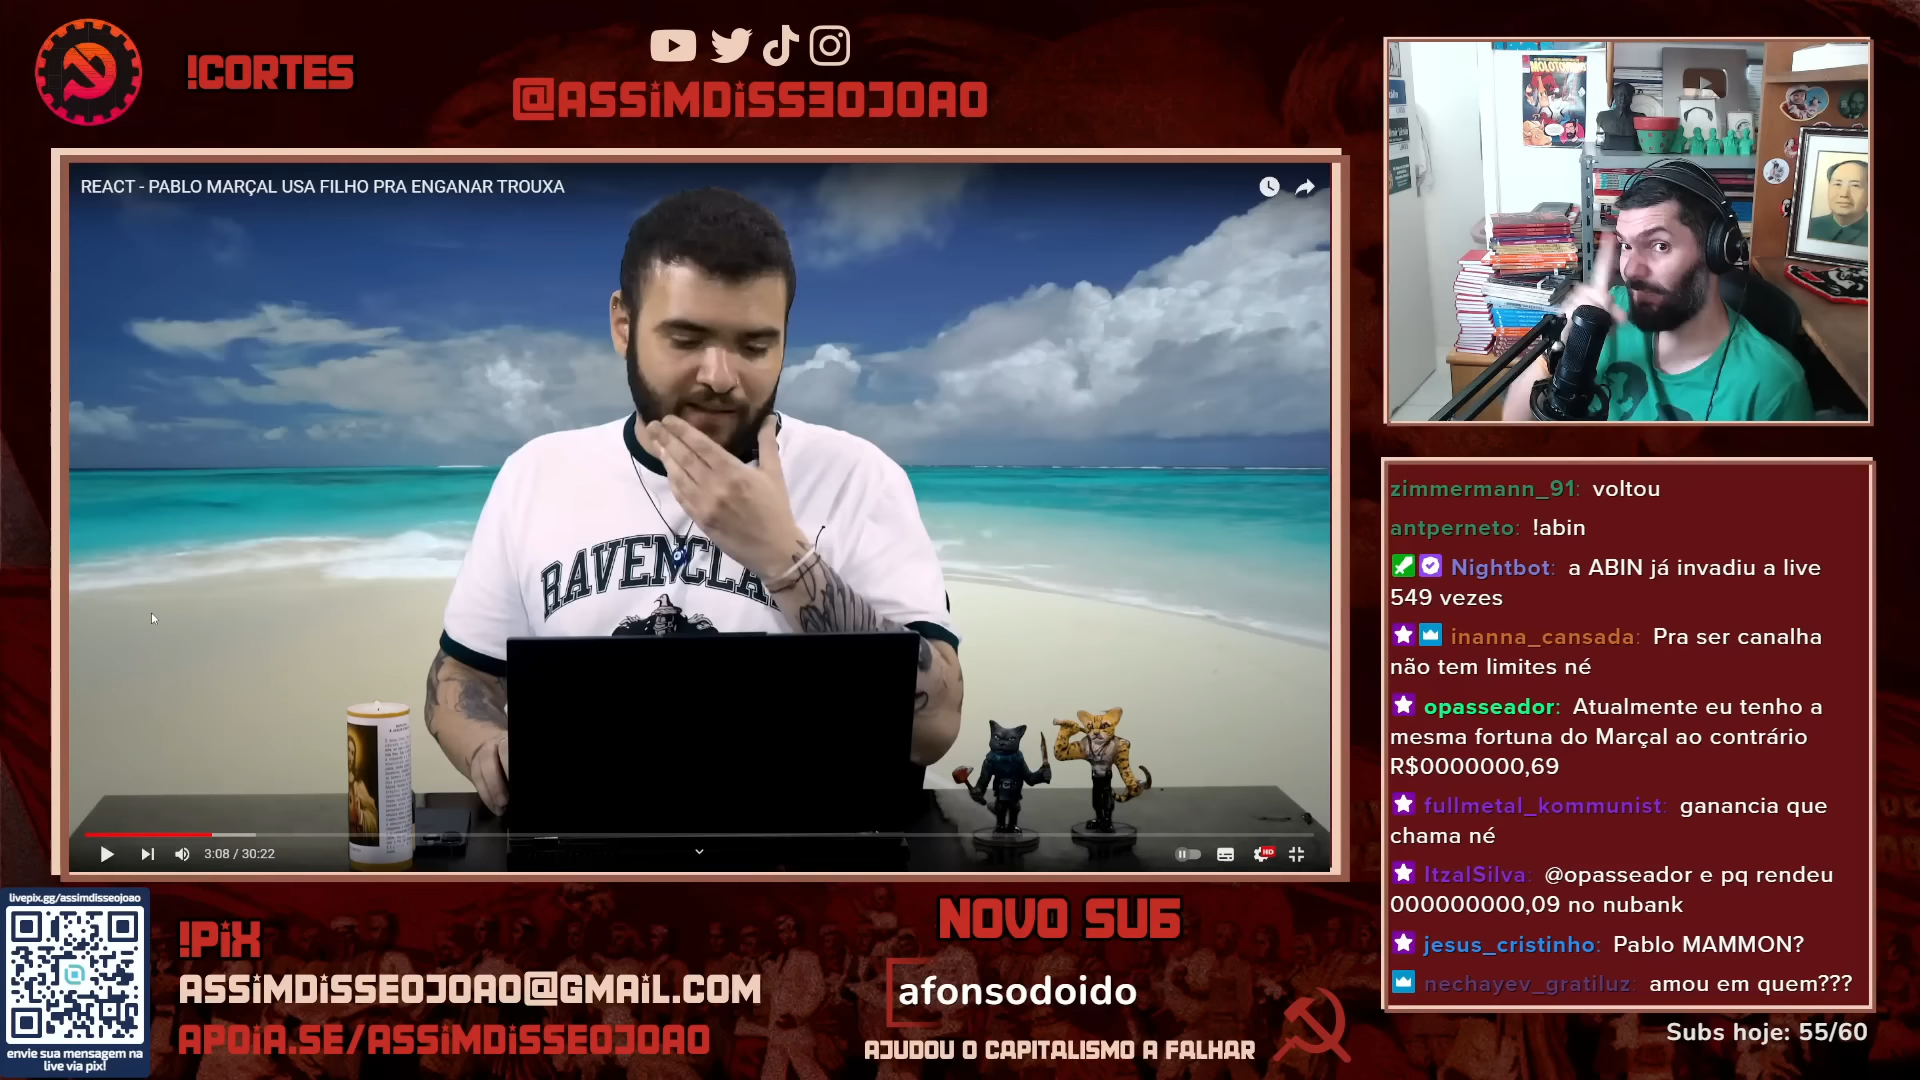 !CORTES
@ASSIMDISSEOJOAO
REACT - PABLO MARÇAL USA FILHO PRA ENGANAR TROUXA
RAVENCLA
3:08 / 30:22
HD
MOLOTOV
zimmermann_91: voltou
antperneto: !abin
Nightbot: a ABIN já invadiu a live
549 vezes
inanna_cansada: Pra ser canalha
não tem limites né
opasseador: Atualmente eu tenho a
mesma fortuna do Marçal ao contrário
R$0000000,69
fullmetal_kommunist: ganancia que
chama né
ItzalSilva: @opasseador e pq rendeu
000000000,09 no nubank
jesus_cristinho: Pablo MAMMON?
nechayev_gratiluz: amou em quem???
Subs hoje: 55/60
livepix.gg/assimdisseojoao
envie sua mensagem na
live via pix!
!PIX
ASSIMDISSEOJOAO@GMAIL.COM
APOIA.SE/ASSIMDISSEOJOAO
NOVO SUB
afonsodoido
AJUDOU O CAPITALISMO A FALHAR